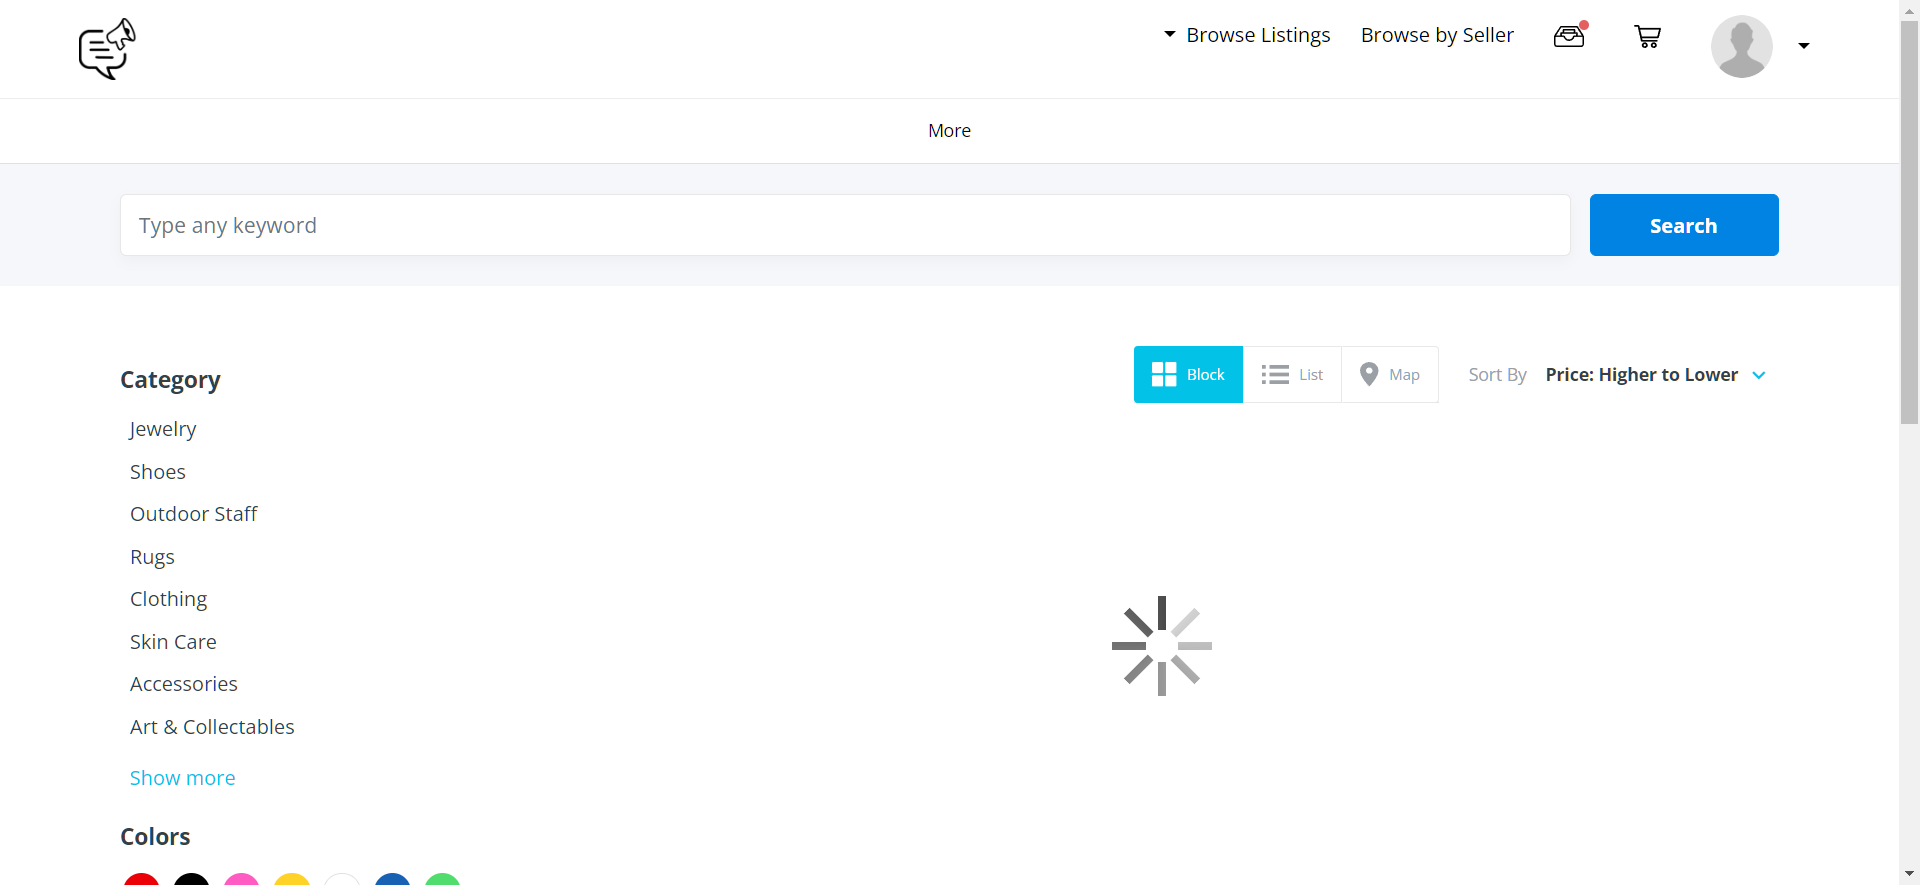 Browse Listings
Browse by Seller
More
Type any keyword
Search
Category
Jewelry
Shoes
Outdoor Staff
Rugs
Clothing
Skin Care
Accessories
Art & Collectables
Show more
Colors
Block
List
Map
Sort By
Price: Higher to Lower